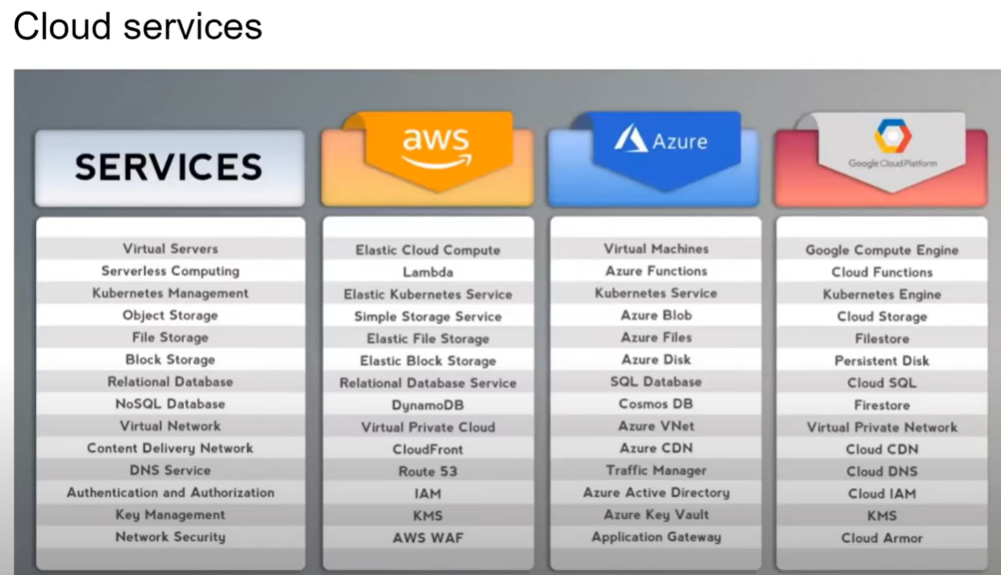 Cloud services
SERVICES aws Azure Google Cloud Platform
Virtual Servers Elastic Cloud Compute Virtual Machines Google Compute Engine
Serverless Computing Lambda Azure Functions Cloud Functions
Kubernetes Management Elastic Kubernetes Service Kubernetes Service Kubernetes Engine
Object Storage Simple Storage Service Azure Blob Cloud Storage
File Storage Elastic File Storage Azure Files Filestore
Block Storage Elastic Block Storage Azure Disk Persistent Disk
Relational Database Relational Database Service SQL Database Cloud SQL
NoSQL Database DynamoDB Cosmos DB Firestore
Virtual Network Virtual Private Cloud Azure VNet Virtual Private Network
Content Delivery Network CloudFront Azure CDN Cloud CDN
DNS Service Route 53 Traffic Manager Cloud DNS
Authentication and Authorization IAM Azure Active Directory Cloud IAM
Key Management KMS Azure Key Vault KMS
Network Security AWS WAF Application Gateway Cloud Armor